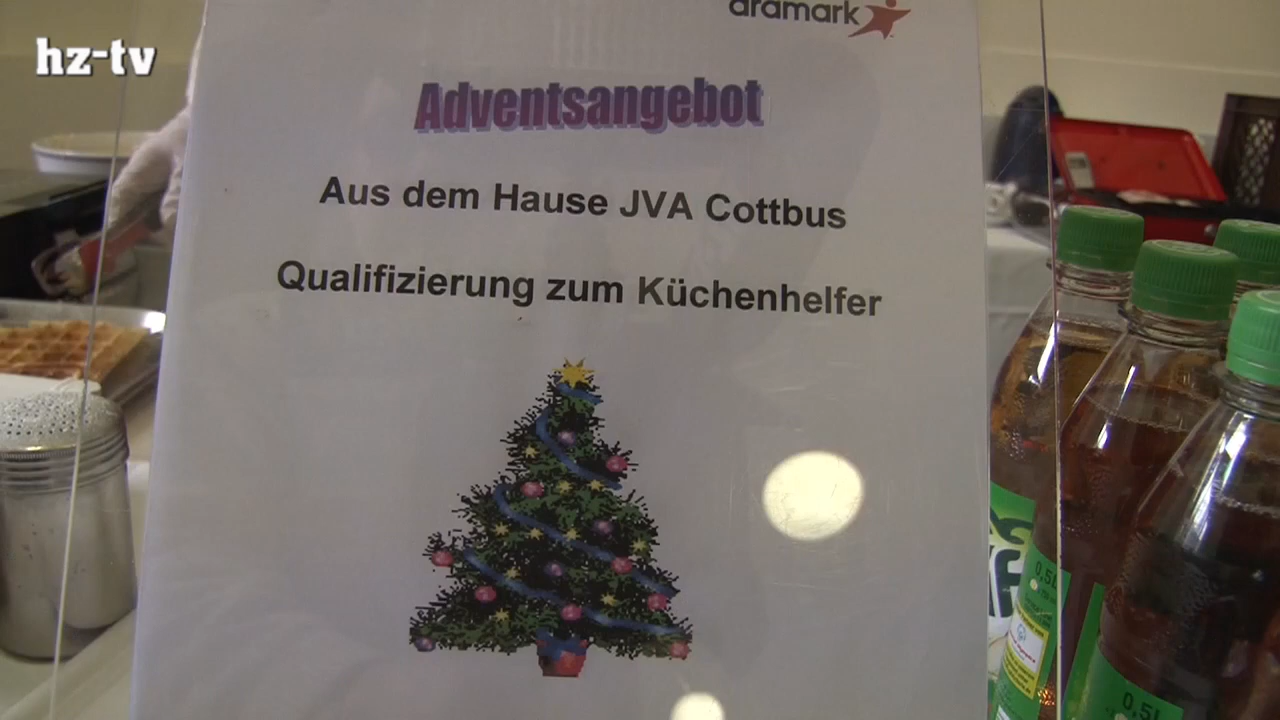 hz-tv
aramark
Adventsangebot
Aus dem Hause JVA Cottbus
Qualifizierung zum Küchenhelfer
0,5L
0,5L